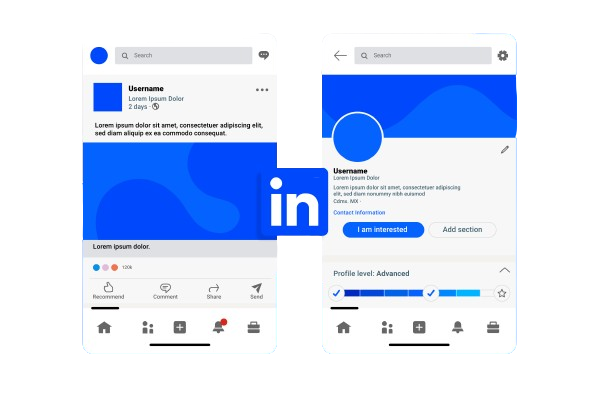 Search
Username
Lorem Ipsum Dolor
2 days ·
Lorem ipsum dolor sit amet, consectetuer adipiscing elit,
sed diam aliquip ex ea commodo consequat.
Lorem ipsum dolor.
120k
Recommend
Comment
Share
Send
in
Search
Username
Lorem Ipsum Dolor
Lorem ipsum dolor sit amet, consectetuer adipiscing
elit, sed diam nonummy nibh euismod
Cdmx. MX ·
Contact Information
I am interested
Add section
Profile level: Advanced